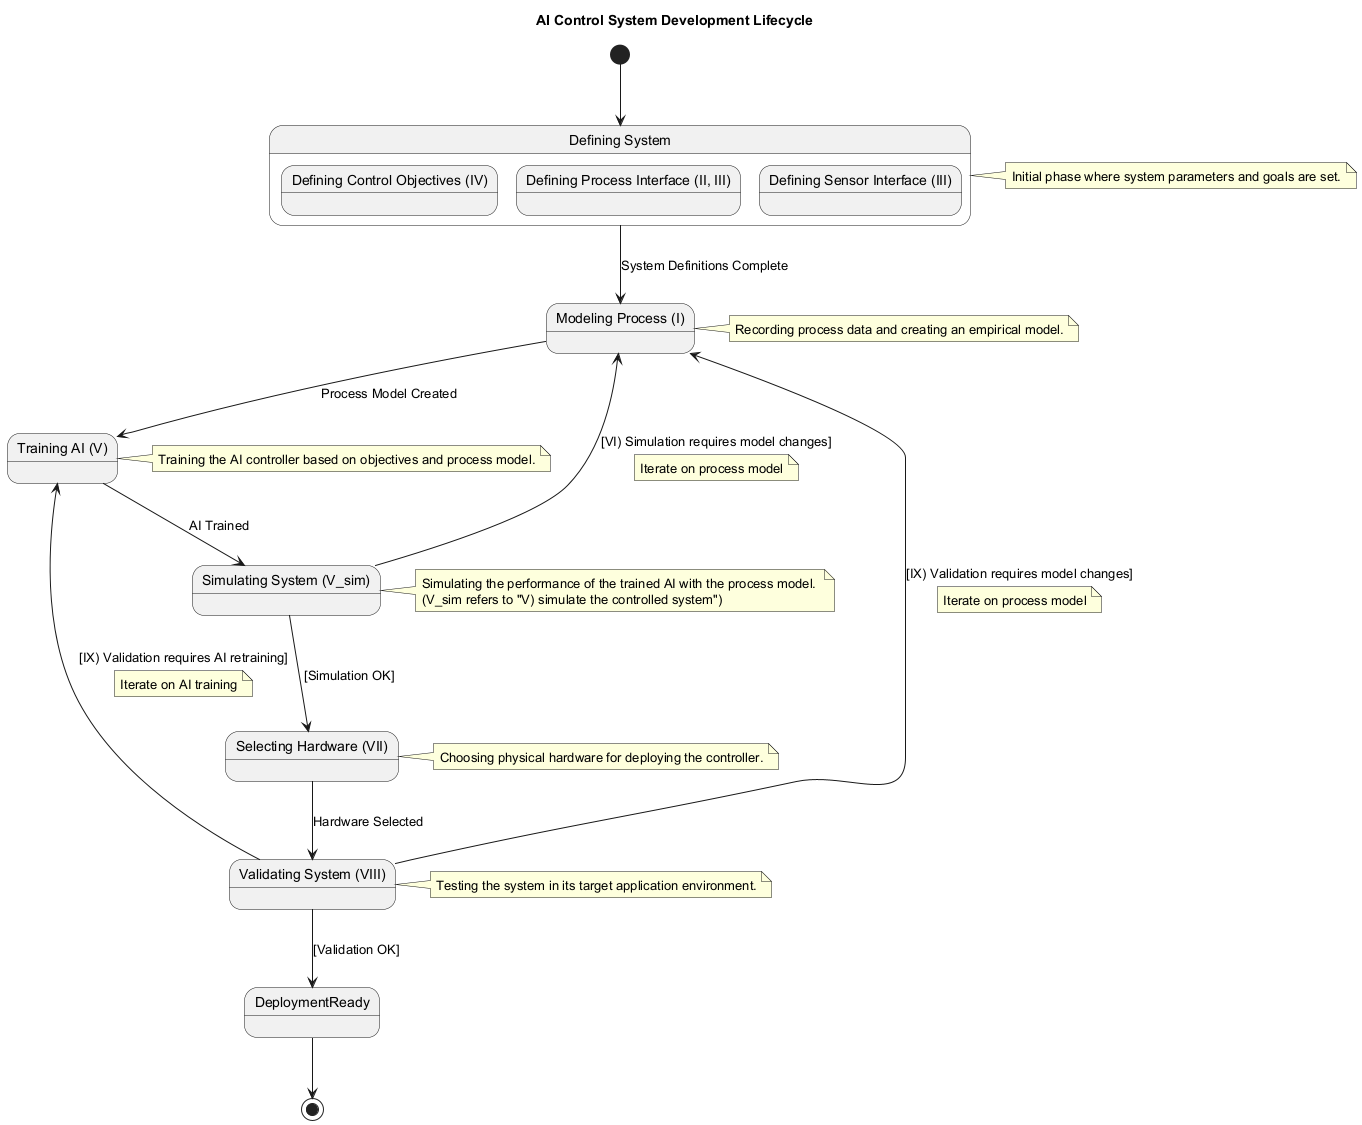 AI Control System Development Lifecycle
Defining System
Defining Control Objectives (IV)
Defining Process Interface (II, III)
Defining Sensor Interface (III)
Initial phase where system parameters and goals are set.
System Definitions Complete
Modeling Process (I)
Recording process data and creating an empirical model.
Process Model Created
Training AI (V)
Training the AI controller based on objectives and process model.
[VI) Simulation requires model changes]
Iterate on process model
AI Trained
Simulating System (V_sim)
Simulating the performance of the trained AI with the process model.
(V_sim refers to "V) simulate the controlled system")
[IX) Validation requires model changes]
Iterate on process model
[IX) Validation requires AI retraining]
Iterate on AI training
[Simulation OK]
Selecting Hardware (VII)
Choosing physical hardware for deploying the controller.
Hardware Selected
Validating System (VIII)
Testing the system in its target application environment.
[Validation OK]
DeploymentReady